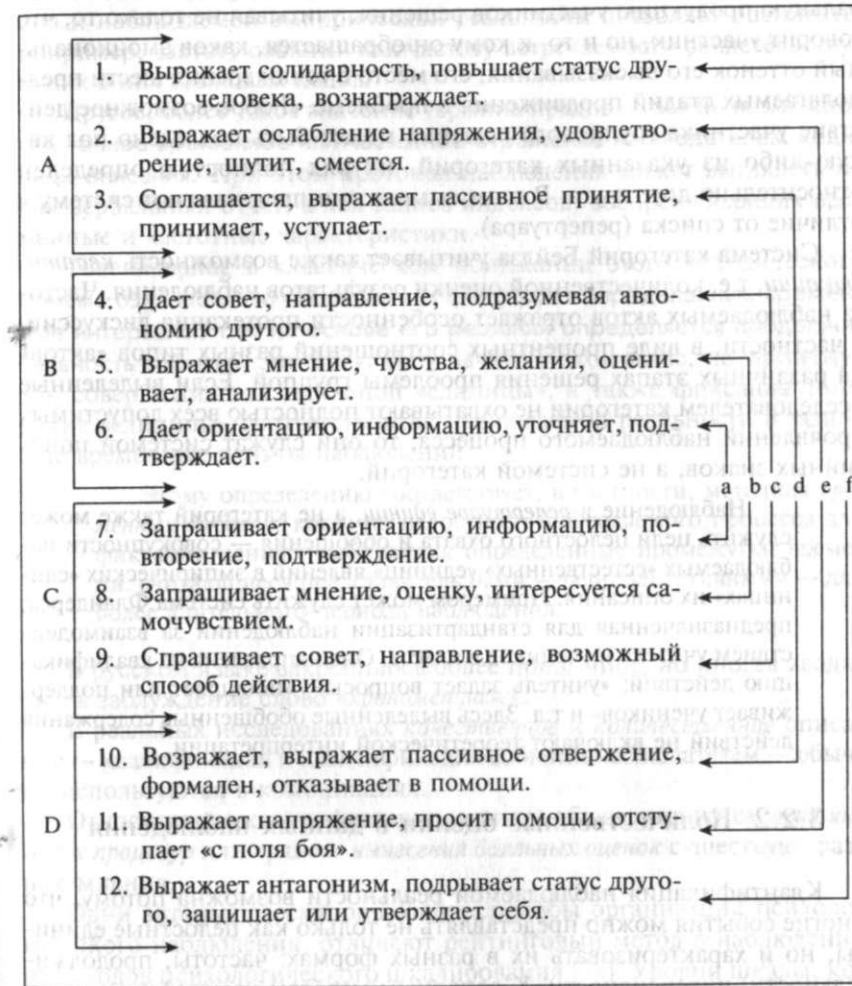 1. Выражает солидарность, повышает статус дру-
гого человека, вознаграждает.
2. Выражает ослабление напряжения, удовлетво-
A рение, шутит, смеется.
3. Соглашается, выражает пассивное принятие,
принимает, уступает.
4. Дает совет, направление, подразумевая авто-
номию другого.
B 5. Выражает мнение, чувства, желания, оцени-
вает, анализирует.
6. Дает ориентацию, информацию, уточняет, под-
тверждает.
a b c d e f
7. Запрашивает ориентацию, информацию, по-
вторение, подтверждение.
C 8. Запрашивает мнение, оценку, интересуется са-
мочувствием.
9. Спрашивает совет, направление, возможный
способ действия.
10. Возражает, выражает пассивное отвержение,
формален, отказывает в помощи.
D 11. Выражает напряжение, просит помощи, отсту-
пает «с поля боя».
12. Выражает антагонизм, подрывает статус друго-
го, защищает или утверждает себя.